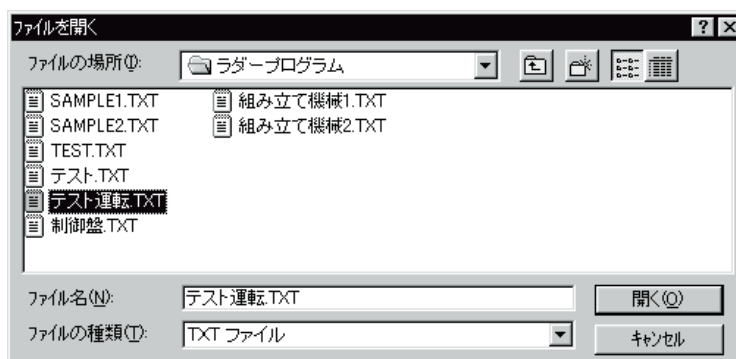 ファイルを開く
ファイルの場所(I):
ラダープログラム
SAMPLE1.TXT
SAMPLE2.TXT
TEST.TXT
テスト.TXT
テスト運転.TXT
制御盤.TXT
組み立て機械1.TXT
組み立て機械2.TXT
ファイル名(N):
テスト運転.TXT
開く(O)
ファイルの種類(T):
TXT ファイル
キャンセル